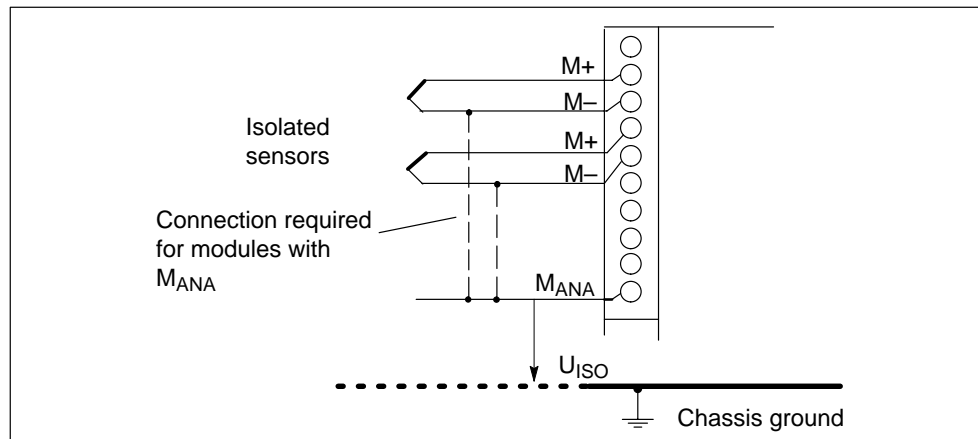 M+
M–
Isolated
sensors
M+
M–
Connection required
for modules with
MANA
MANA
UISO
Chassis ground